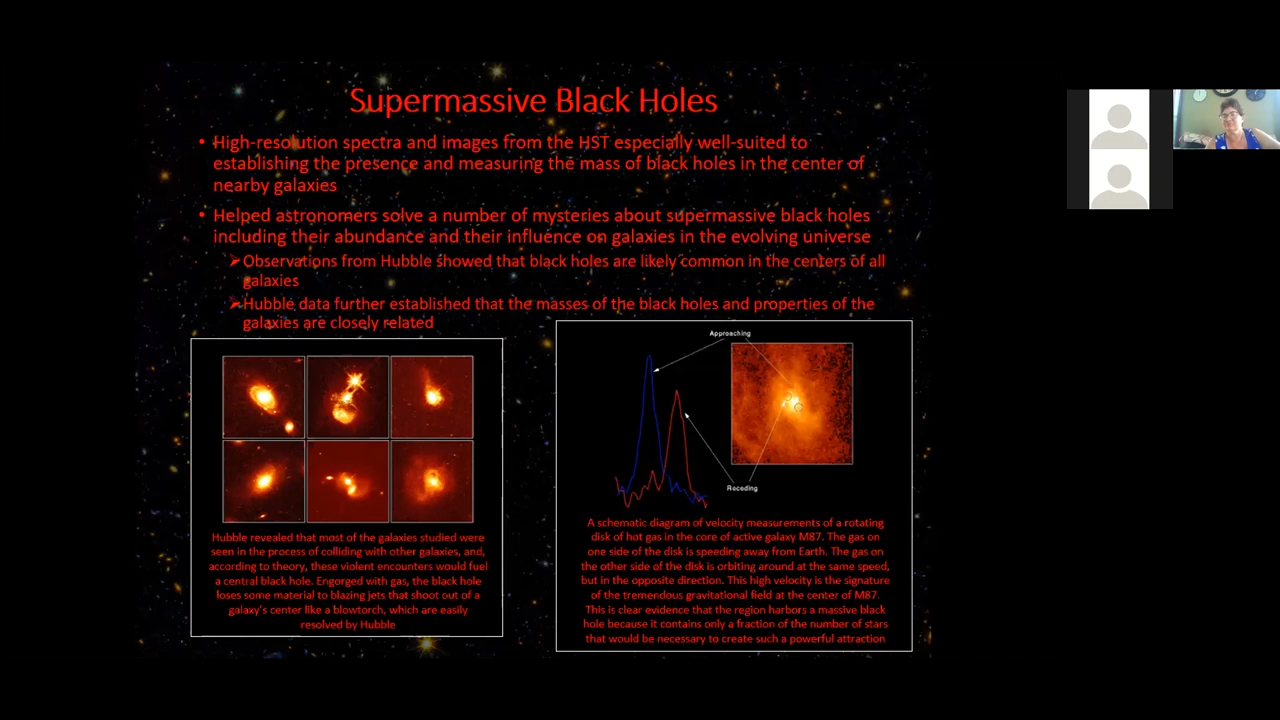 Supermassive Black Holes
• High-resolution spectra and images from the HST especially well-suited to
establishing the presence and measuring the mass of black holes in the center of
nearby galaxies
• Helped astronomers solve a number of mysteries about supermassive black holes
including their abundance and their influence on galaxies in the evolving universe
➢Observations from Hubble showed that black holes are likely common in the centers of all
galaxies
➢Hubble data further established that the masses of the black holes and properties of the
galaxies are closely related
Hubble revealed that most of the galaxies studied were
seen in the process of colliding with other galaxies, and,
according to theory, these violent encounters would fuel
a central black hole. Engorged with gas, the black hole
loses some material to blazing jets that shoot out of a
galaxy's center like a blowtorch, which are easily
resolved by Hubble
Approaching
Receding
A schematic diagram of velocity measurements of a rotating
disk of hot gas in the core of active galaxy M87. The gas on
one side of the disk is speeding away from Earth. The gas on
the other side of the disk is orbiting around at the same speed,
but in the opposite direction. This high velocity is the signature
of the tremendous gravitational field at the center of M87.
This is clear evidence that the region harbors a massive black
hole because it contains only a fraction of the number of stars
that would be necessary to create such a powerful attraction